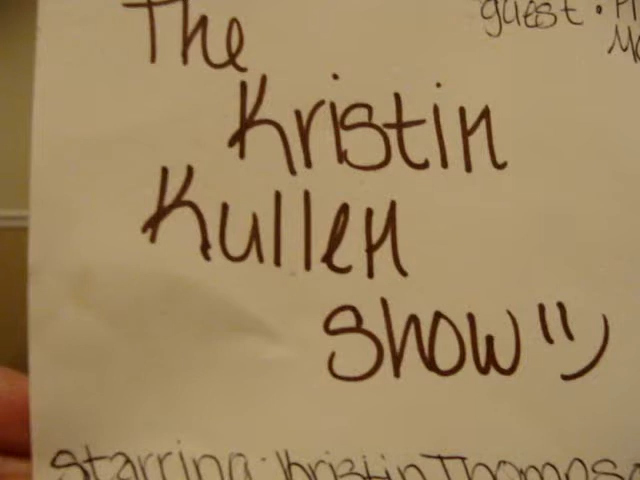 The
guest.
Kristin
Kullen
Show =)
Starring: Kristin